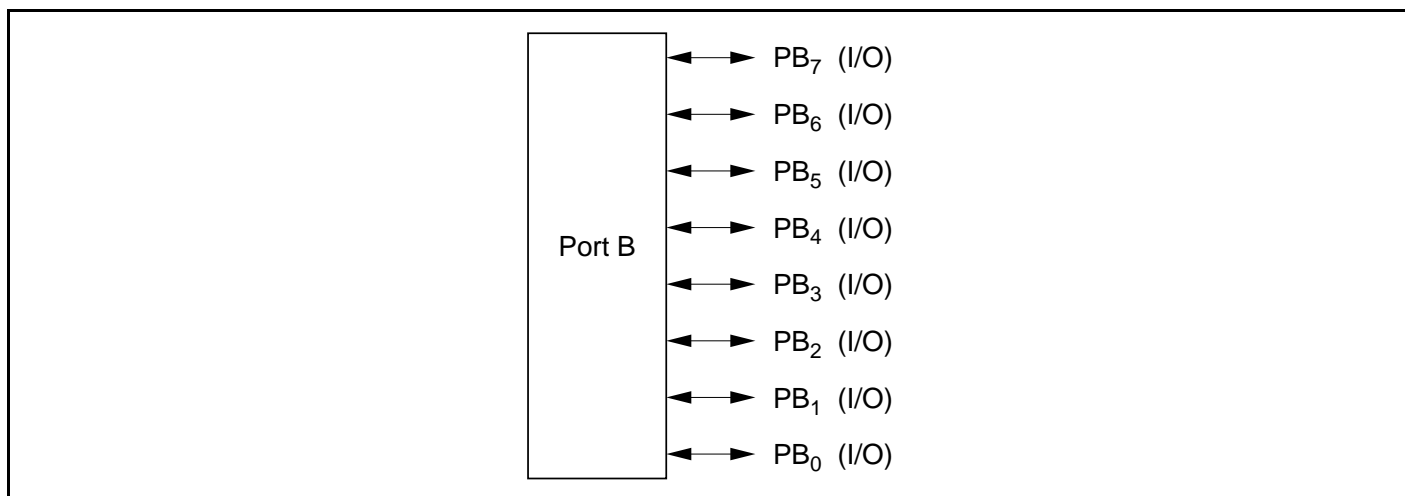 PB₇ (I/O)
PB₆ (I/O)
PB₅ (I/O)
PB₄ (I/O)
Port B
PB₃ (I/O)
PB₂ (I/O)
PB₁ (I/O)
PB₀ (I/O)